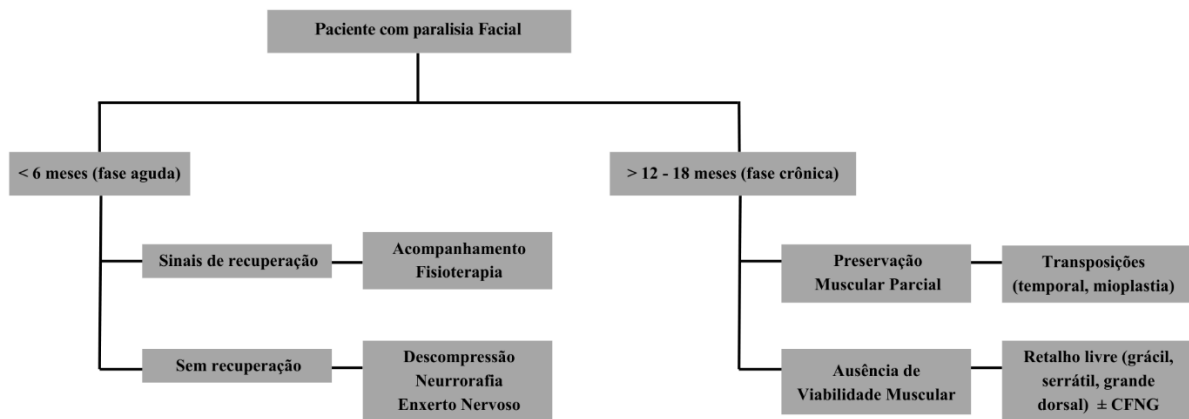 Paciente com paralisia Facial
< 6 meses (fase aguda)
> 12 - 18 meses (fase crônica)
Sinais de recuperação
Acompanhamento
Fisioterapia
Preservação
Muscular Parcial
Transposições
(temporal, mioplastia)
Sem recuperação
Descompressão
Neurrorafia
Enxerto Nervoso
Ausência de
Viabilidade Muscular
Retalho livre (grácil,
serrátil, grande
dorsal) ± CFNG